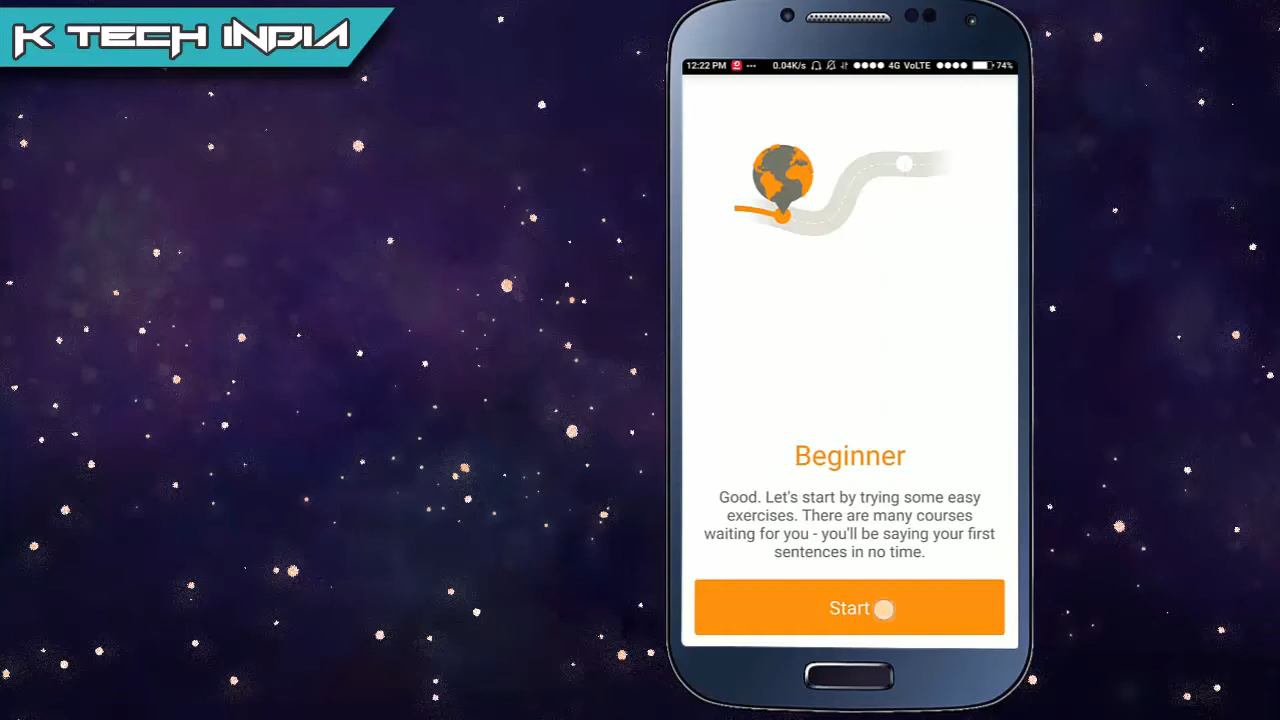 K TECH INDIA
12:22 PM ... 0.04K/s 4G VoLTE 74%
Beginner
Good. Let's start by trying some easy
exercises. There are many courses
waiting for you - you'll be saying your first
sentences in no time.
Start